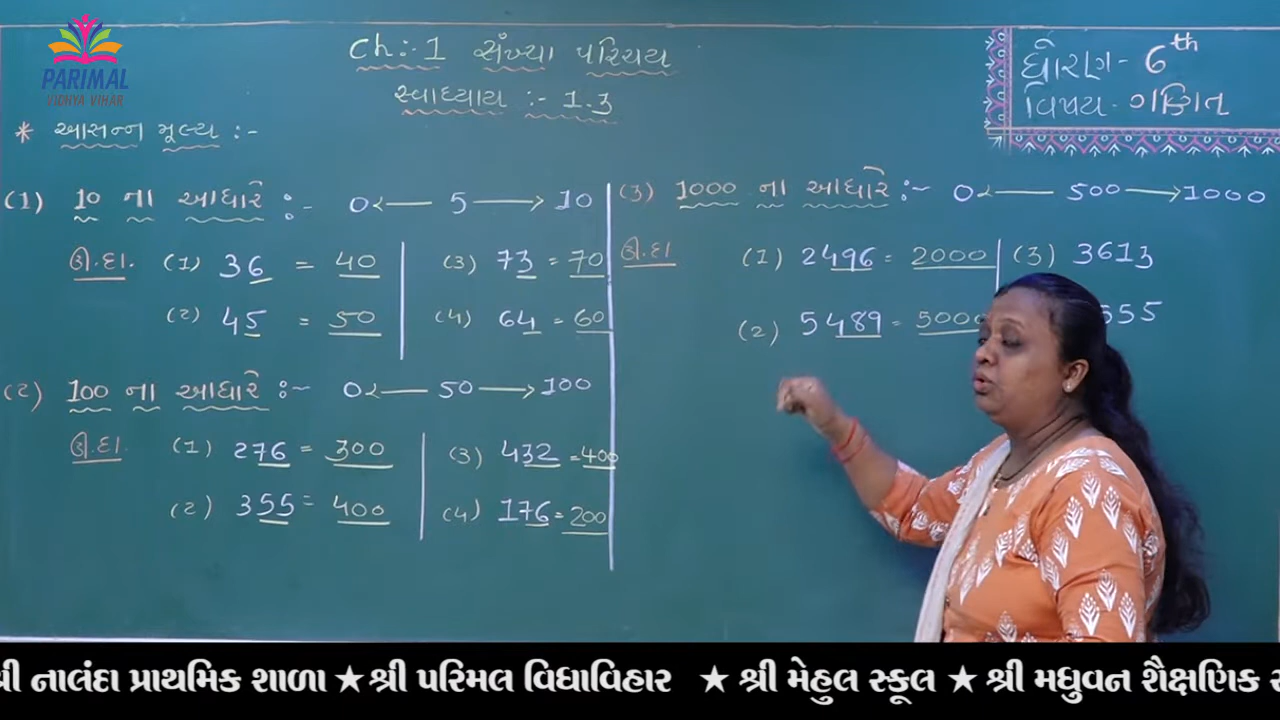 PARIMAL
VIDHYA VIHAR
Ch:-1 સંખ્યા પરિચય
સ્વાધ્યાય :- 1.3
ધોરણ- 6th
વિષય- ગણિત
* આસન્ન મૂલ્ય :-
(1) 10 ના આધારે :- 0 ← 5 → 10
ઉ.દા. (1) 36 = 40 (3) 73 = 70
(2) 45 = 50 (4) 64 = 60
(2) 100 ના આધારે :- 0 ← 50 → 100
ઉ.દા. (1) 276 = 300 (3) 432 = 400
(2) 355 = 400 (4) 176 = 200
(3) 1000 ના આધારે :- 0 ← 500 → 1000
ઉ.દા (1) 2496 = 2000 (3) 3613
(2) 5489 = 5000 555
શ્રી નાલંદા પ્રાથમિક શાળા ★ શ્રી પરિમલ વિદ્યાવિહાર ★ શ્રી મેહુલ સ્કૂલ ★ શ્રી મધુવન શૈક્ષણિક